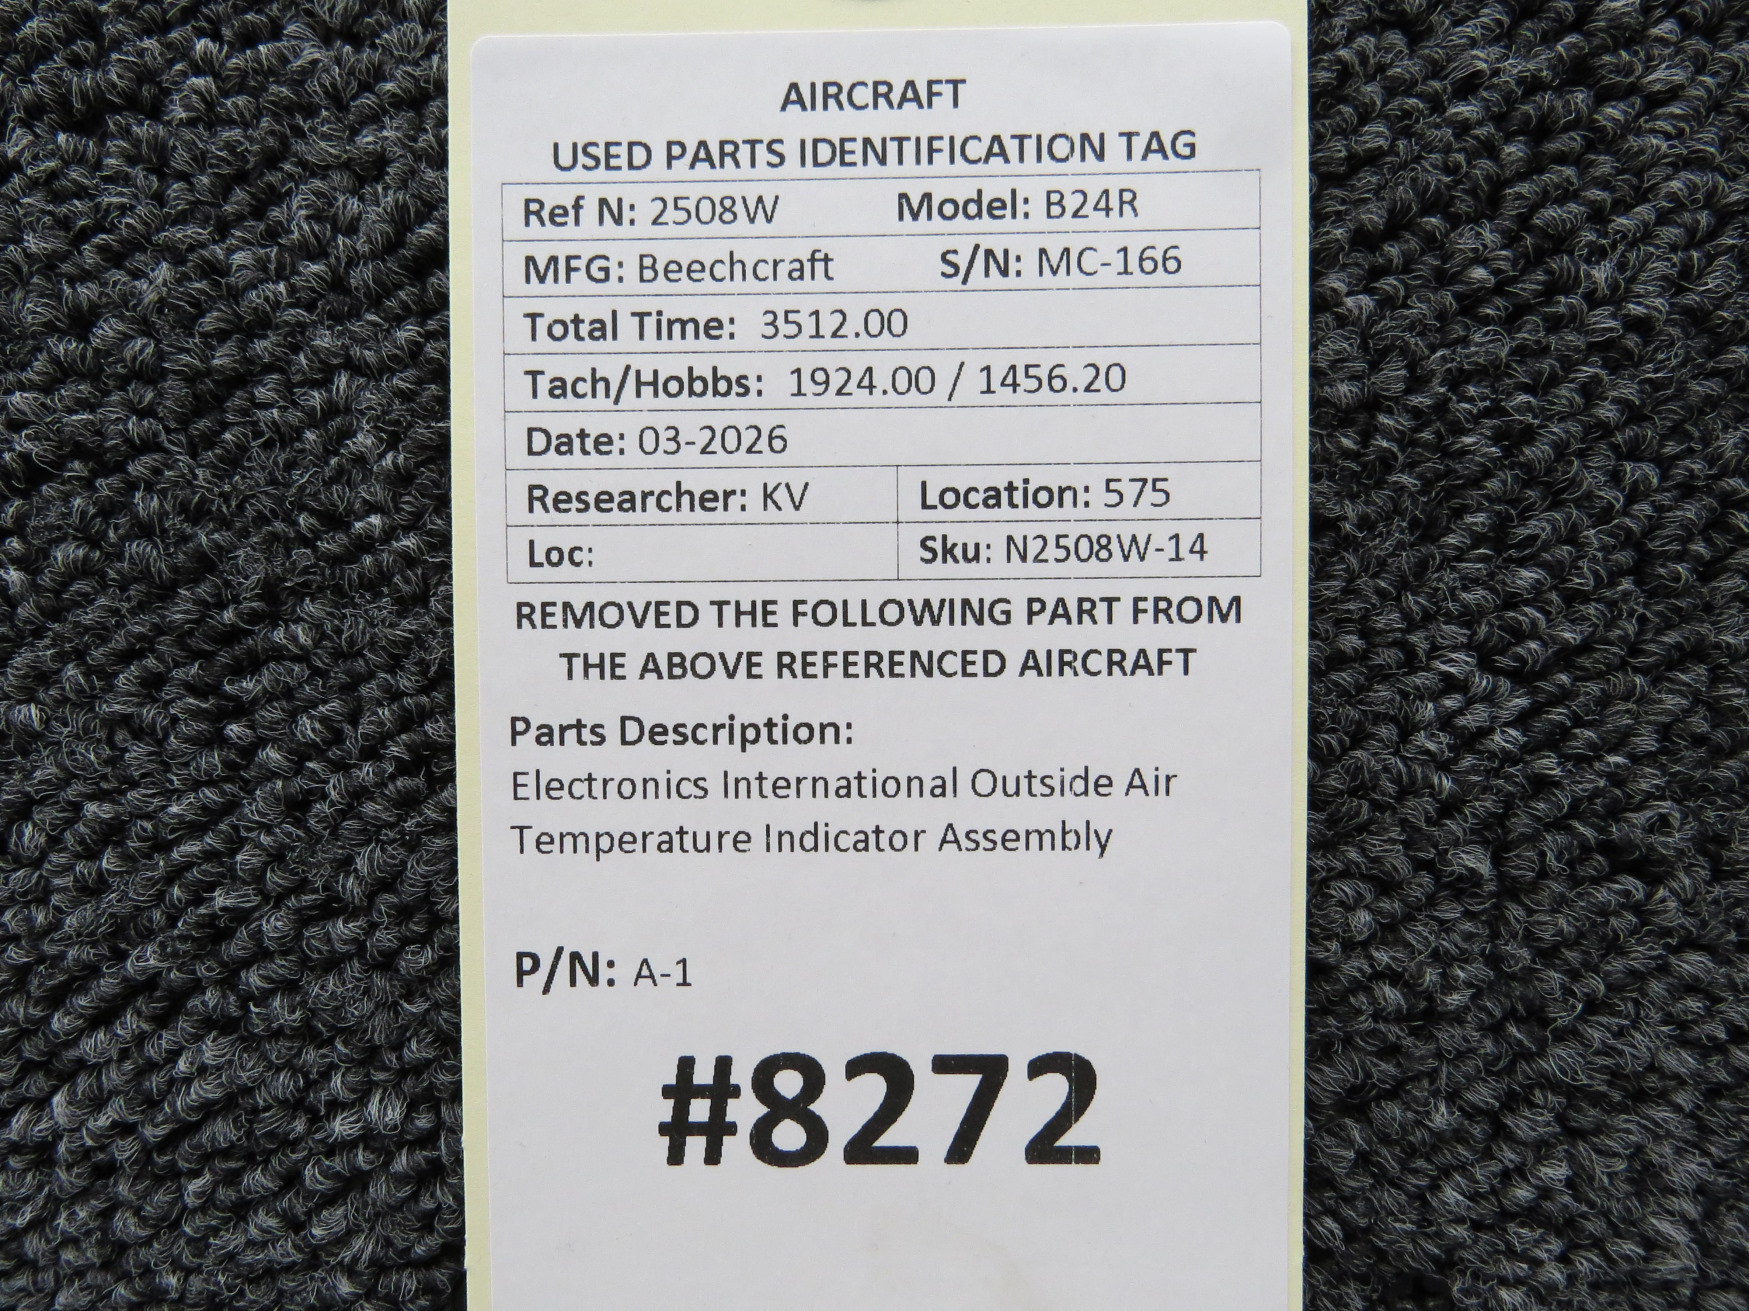 AIRCRAFT
USED PARTS IDENTIFICATION TAG
Ref N: 2508W Model: B24R
MFG: Beechcraft S/N: MC-166
Total Time: 3512.00
Tach/Hobbs: 1924.00 / 1456.20
Date: 03-2026
Researcher: KV Location: 575
Loc: Sku: N2508W-14
REMOVED THE FOLLOWING PART FROM
THE ABOVE REFERENCED AIRCRAFT
Parts Description:
Electronics International Outside Air
Temperature Indicator Assembly
P/N: A-1
#8272